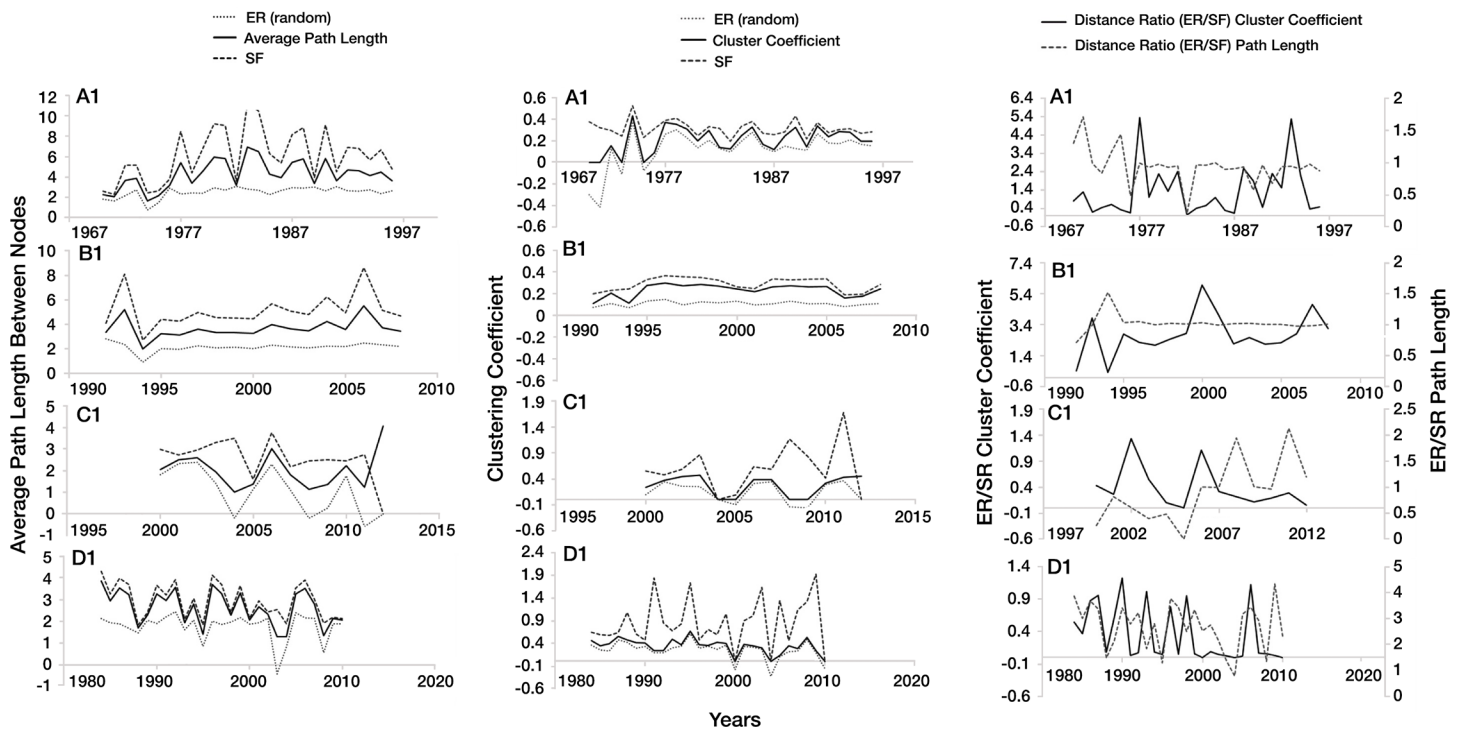 ER (random)
Average Path Length
SF
ER (random)
Cluster Coefficient
SF
Distance Ratio (ER/SF) Cluster Coefficient
Distance Ratio (ER/SF) Path Length
Average Path Length Between Nodes
A1
12
10
8
6
4
2
0
1967 1977 1987 1997
B1
10
8
6
4
2
0
1990 1995 2000 2005 2010
C1
5
4
3
2
1
0
-1
1995 2000 2005 2010 2015
D1
5
4
3
2
1
0
-1
1980 1990 2000 2010 2020
Clustering Coefficient
A1
0.6
0.4
0.2
0
-0.2
-0.4
-0.6
1967 1977 1987 1997
B1
0.6
0.4
0.2
0
-0.2
-0.4
-0.6
1990 1995 2000 2005 2010
C1
1.9
1.4
0.9
0.4
-0.1
-0.6
1995 2000 2005 2010 2015
D1
2.4
1.9
1.4
0.9
0.4
-0.1
-0.6
1980 1990 2000 2010 2020
ER/SR Cluster Coefficient
A1
6.4
5.4
4.4
3.4
2.4
1.4
0.4
-0.6
1967 1977 1987 1997
2
1.5
1
0.5
0
B1
7.4
5.4
3.4
1.4
-0.6
1990 1995 2000 2005 2010
2
1.5
1
0.5
0
C1
1.9
1.4
0.9
0.4
-0.1
-0.6
1997 2002 2007 2012
2.5
2
1.5
1
0.5
0
D1
1.4
0.9
0.4
-0.1
-0.6
1980 1990 2000 2010 2020
5
4
3
2
1
1
0
ER/SR Path Length
Years